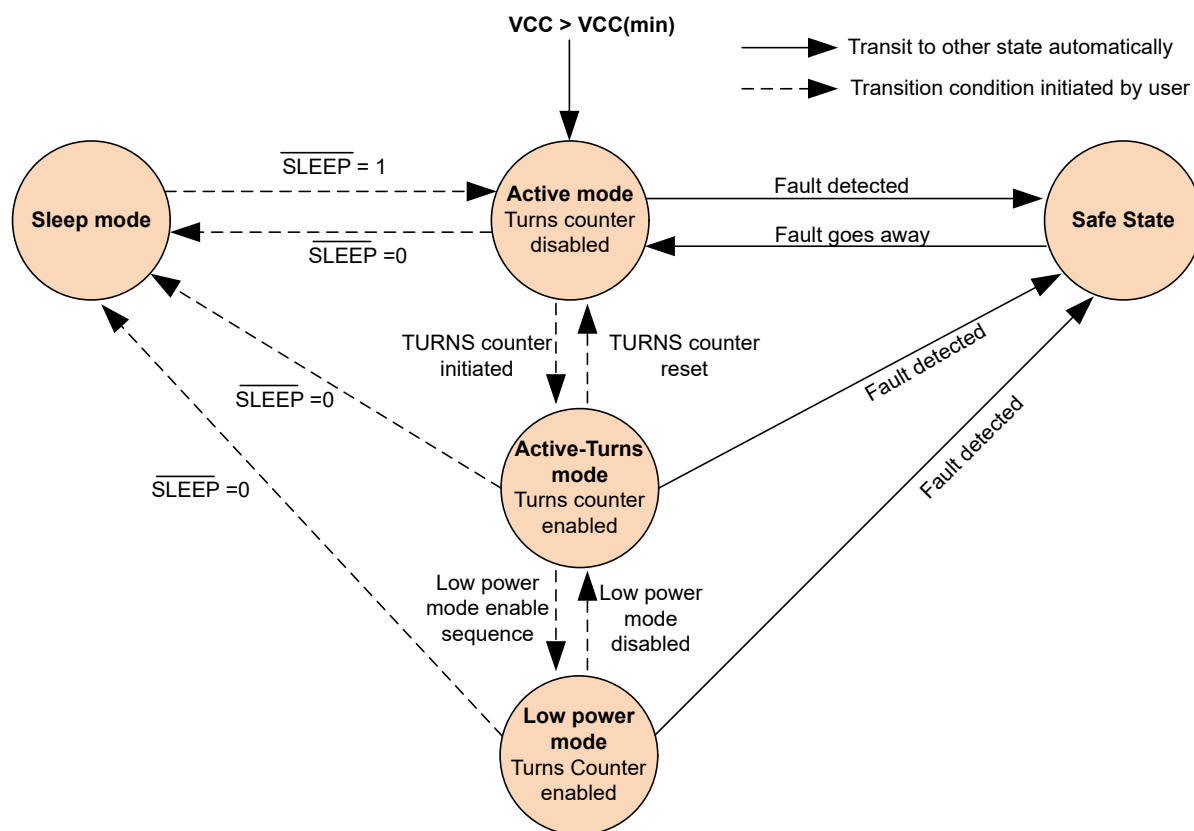 VCC > VCC(min)
Transit to other state automatically
Transition condition initiated by user
SLEEP = 1
Sleep mode
Active mode
Turns counter
disabled
Fault detected
Safe State
Fault goes away
SLEEP =0
TURNS counter
initiated
TURNS counter
reset
Fault detected
SLEEP =0
Active-Turns
mode
Turns counter
enabled
Fault detected
SLEEP =0
Low power
mode enable
sequence
Low power
mode
disabled
Low power
mode
Turns Counter
enabled